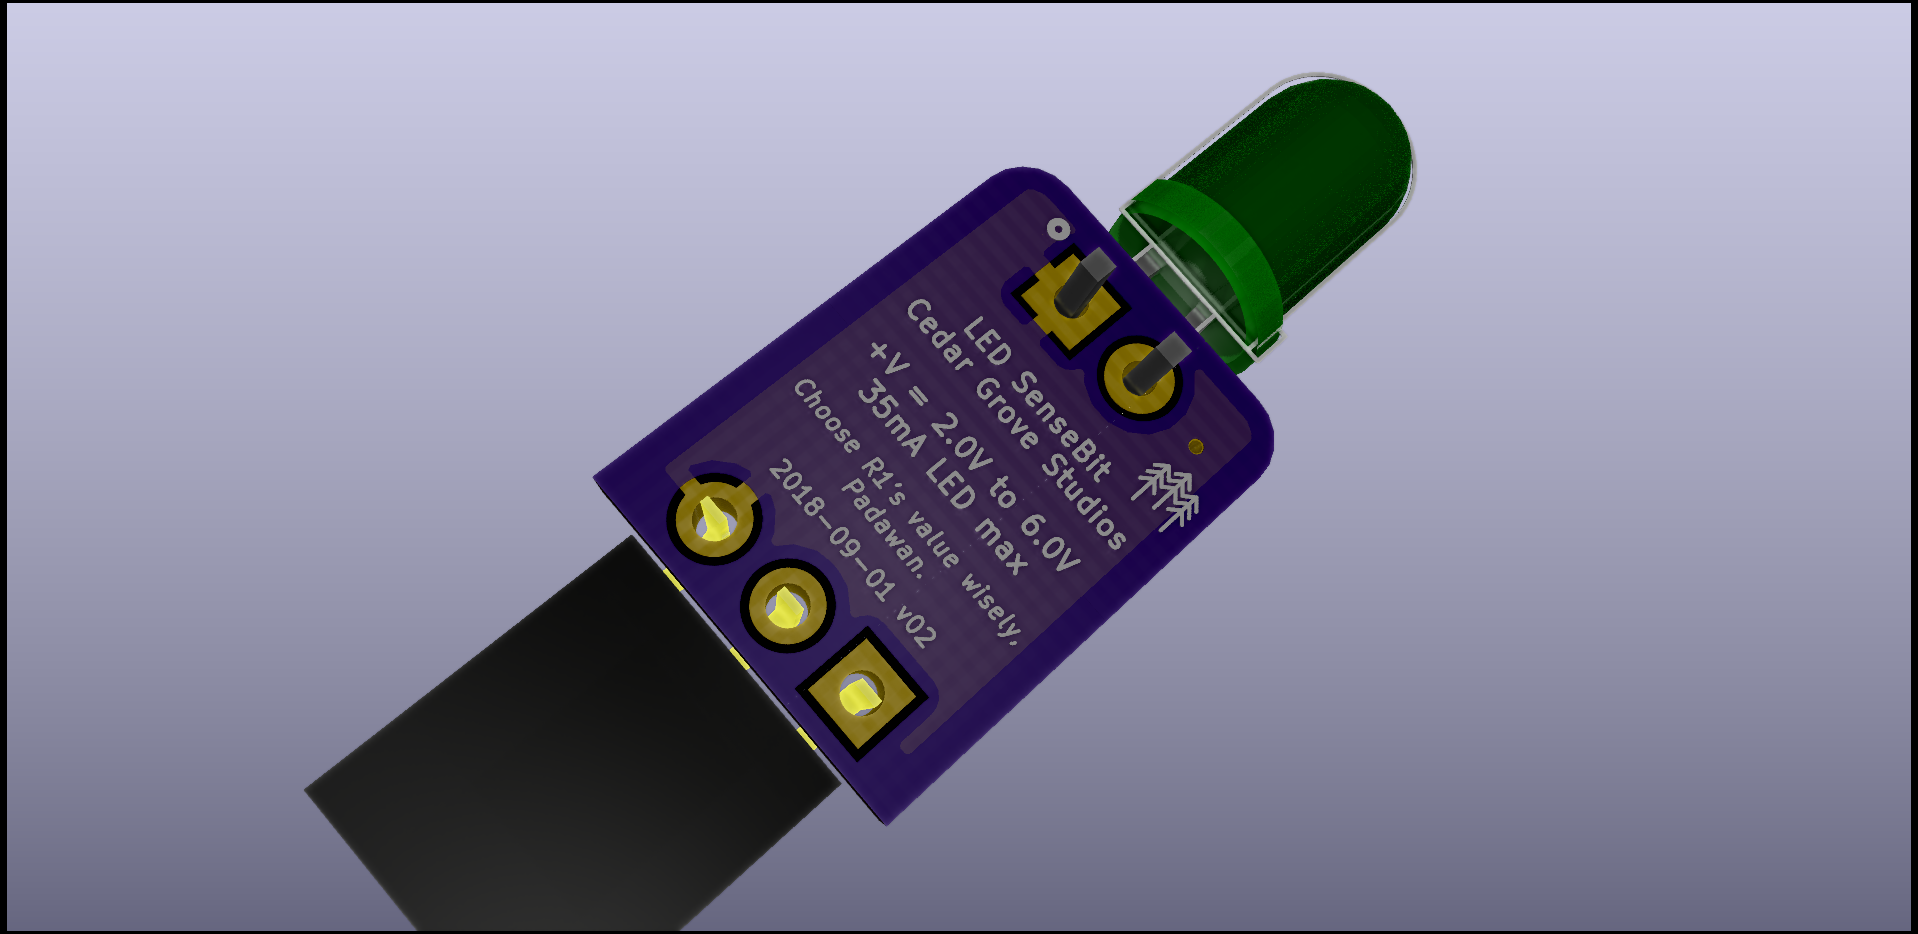 LED SenseBit
Cedar Grove Studios
+V = 2.0V to 6.0V
35mA LED max
Choose R1's value wisely,
Padawan.
2018-09-01 v02